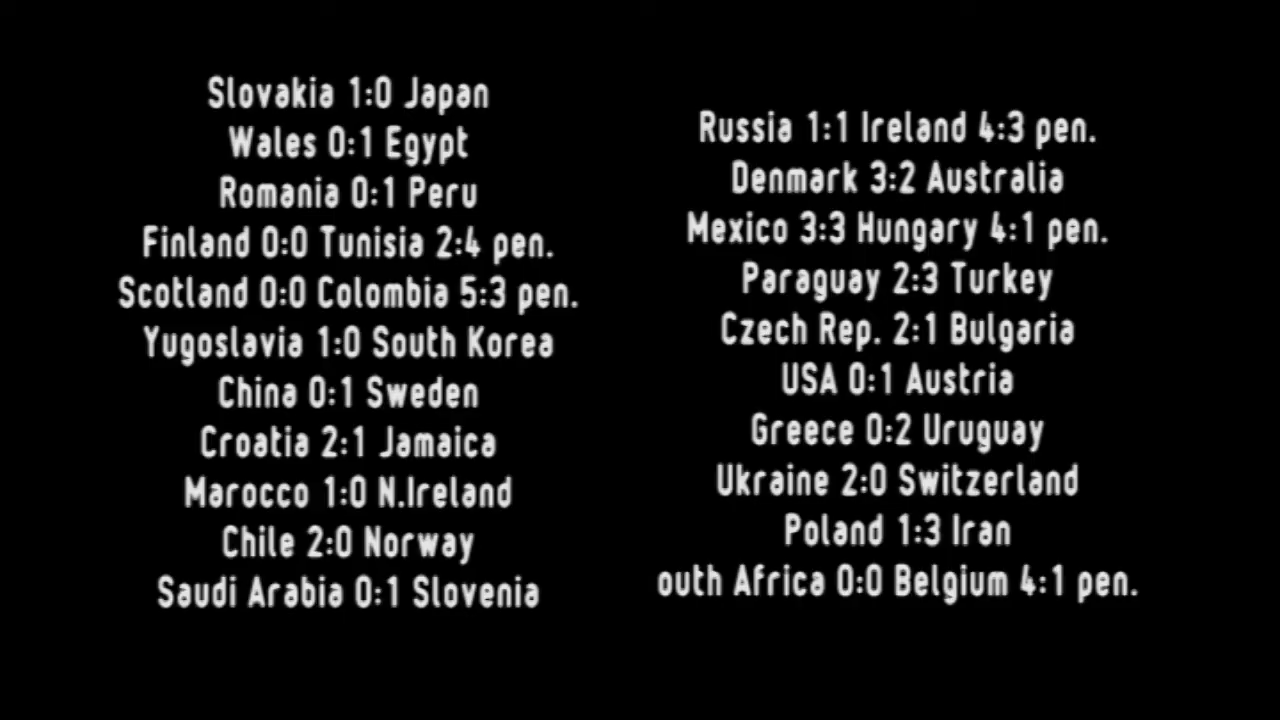 Slovakia 1:0 Japan
Wales 0:1 Egypt
Romania 0:1 Peru
Finland 0:0 Tunisia 2:4 pen.
Scotland 0:0 Colombia 5:3 pen.
Yugoslavia 1:0 South Korea
China 0:1 Sweden
Croatia 2:1 Jamaica
Marocco 1:0 N.Ireland
Chile 2:0 Norway
Saudi Arabia 0:1 Slovenia
Russia 1:1 Ireland 4:3 pen.
Denmark 3:2 Australia
Mexico 3:3 Hungary 4:1 pen.
Paraguay 2:3 Turkey
Czech Rep. 2:1 Bulgaria
USA 0:1 Austria
Greece 0:2 Uruguay
Ukraine 2:0 Switzerland
Poland 1:3 Iran
outh Africa 0:0 Belgium 4:1 pen.